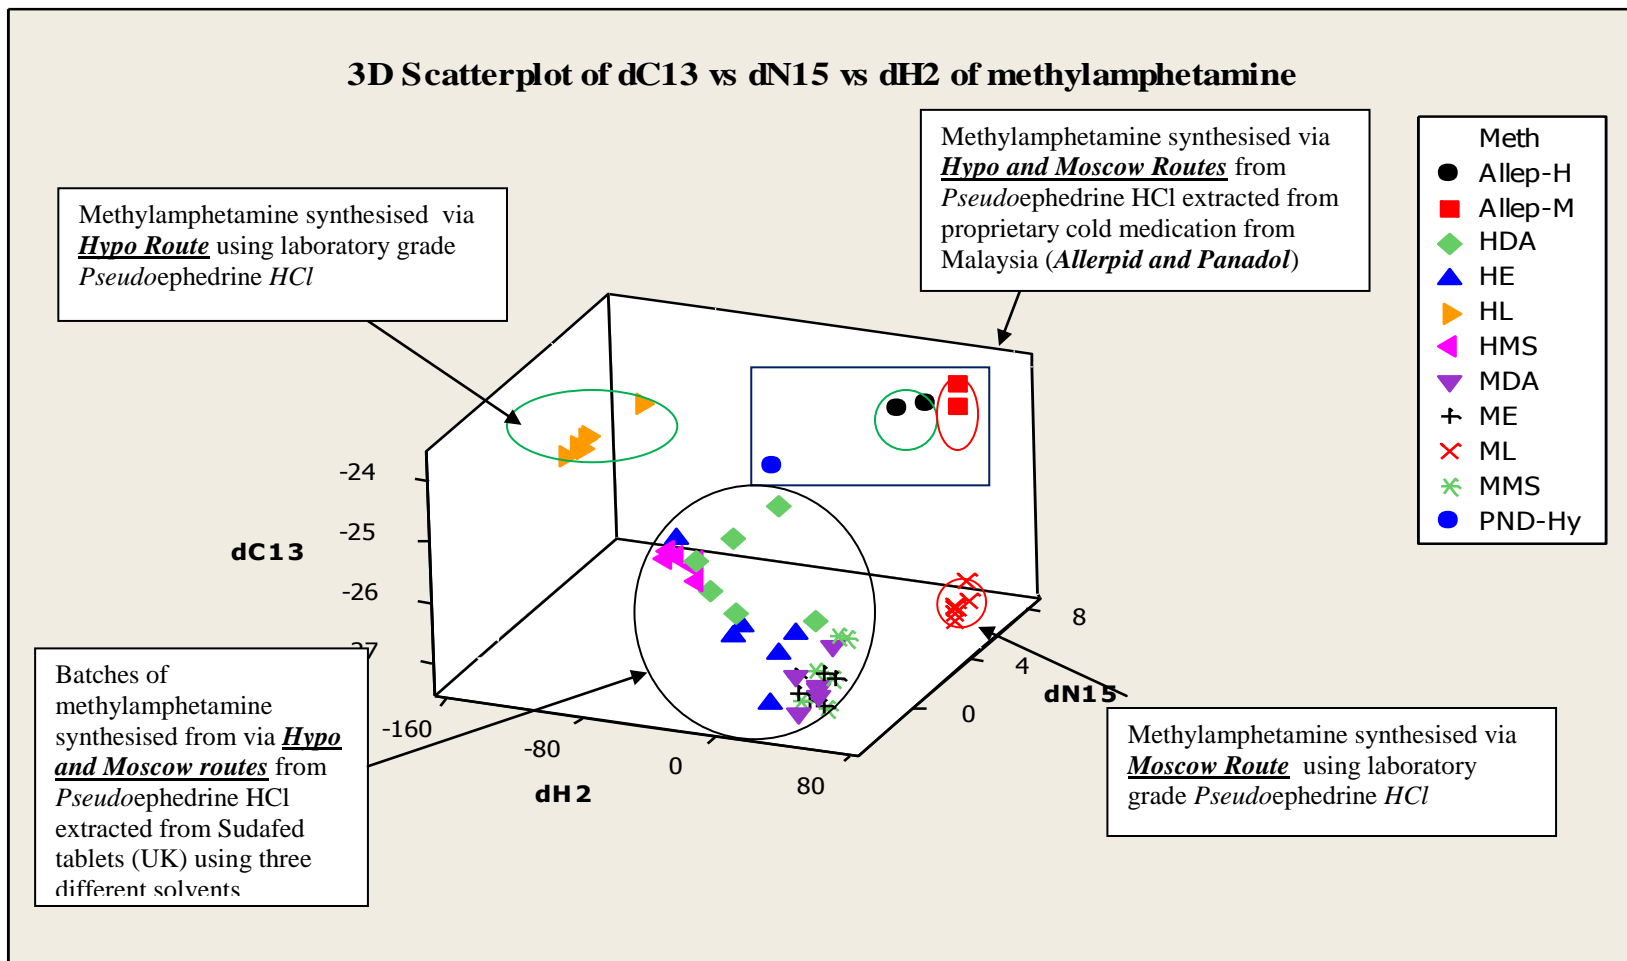 3D Scatterplot of dC13 vs dN15 vs dH2 of methylamphetamine
Methylamphetamine synthesised via
Hypo and Moscow Routes from
Pseudoephedrine HCl extracted from
proprietary cold medication from
Malaysia (Allerpid and Panadol)
Meth
Allep-H
Allep-M
HDA
HE
HL
HMS
MDA
ME
ML
MMS
PND-Hy
Methylamphetamine synthesised via
Hypo Route using laboratory grade
Pseudoephedrine HCl
-24
-25
-26
dC13
-160
-80
0
80
dH2
8
4
0
dN15
Batches of
methylamphetamine
synthesised from via Hypo
and Moscow routes from
Pseudoephedrine HCl
extracted from Sudafed
tablets (UK) using three
different solvents
Methylamphetamine synthesised via
Moscow Route using laboratory
grade Pseudoephedrine HCl